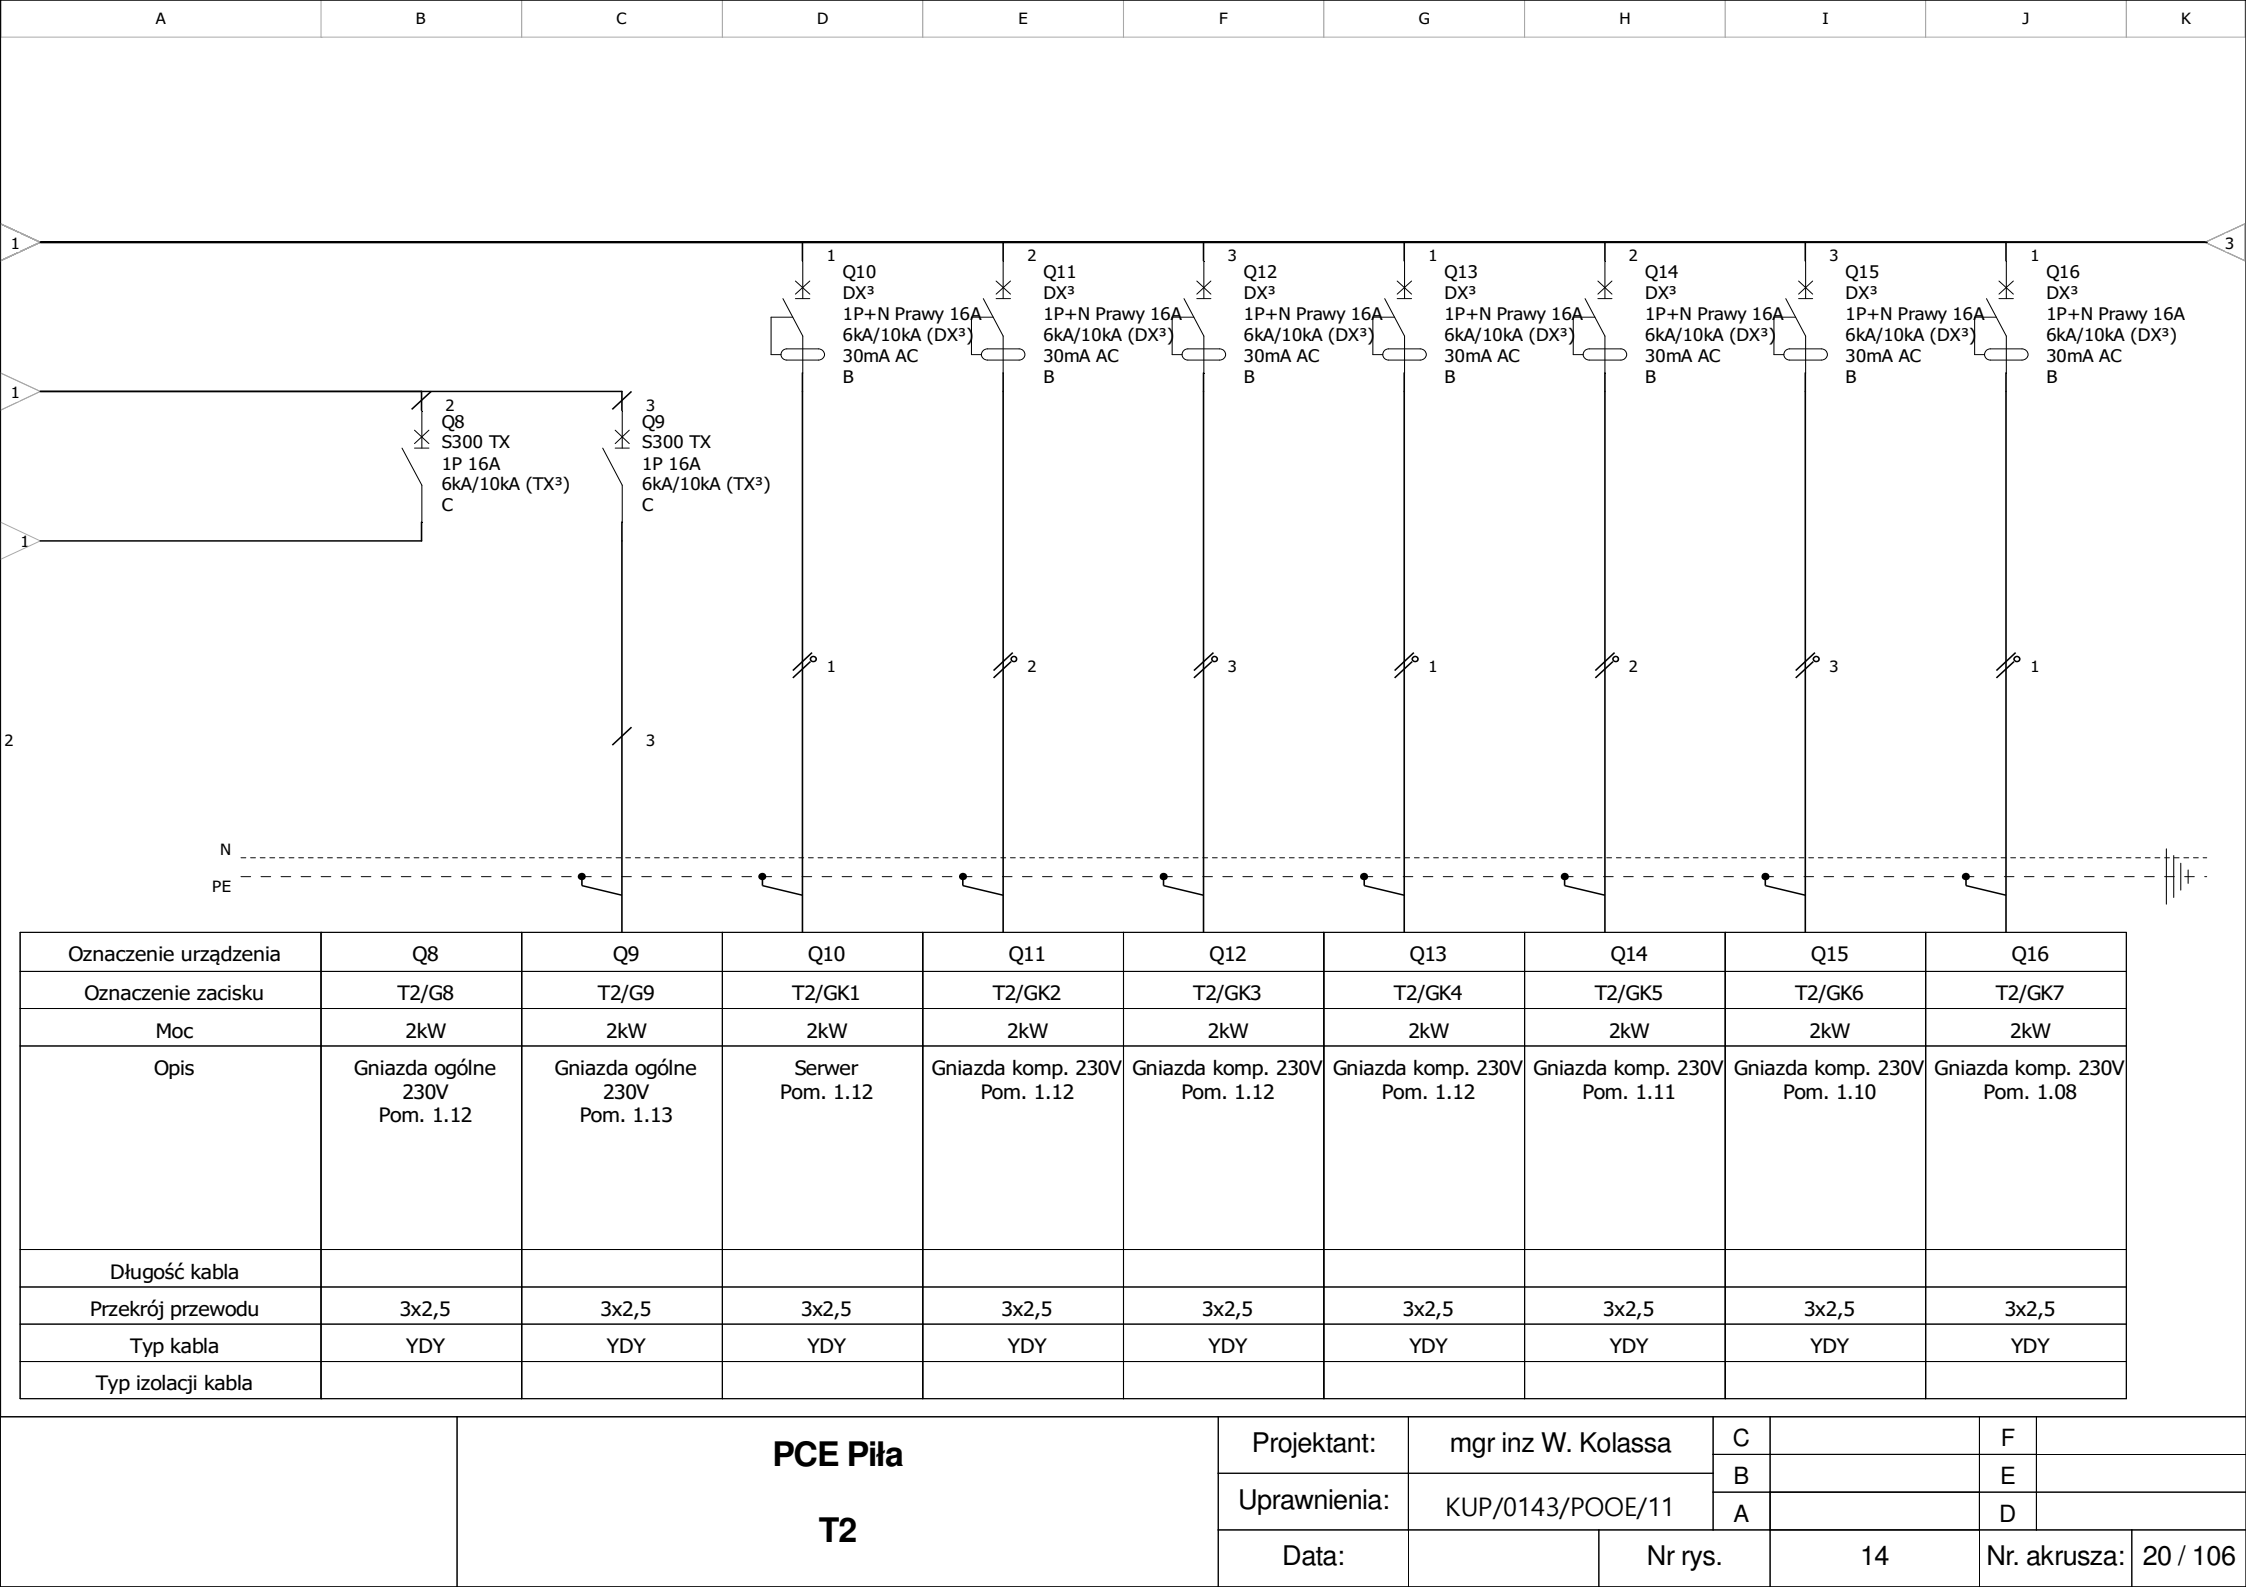 A B C D E F G H I J K
1 3
1 2 3 1 2 3 1
Q10 Q11 Q12 Q13 Q14 Q15 Q16
DX³ DX³ DX³ DX³ DX³ DX³ DX³
1P+N Prawy 16A 1P+N Prawy 16A 1P+N Prawy 16A 1P+N Prawy 16A 1P+N Prawy 16A 1P+N Prawy 16A 1P+N Prawy 16A
6kA/10kA (DX³) 6kA/10kA (DX³) 6kA/10kA (DX³) 6kA/10kA (DX³) 6kA/10kA (DX³) 6kA/10kA (DX³) 6kA/10kA (DX³)
30mA AC 30mA AC 30mA AC 30mA AC 30mA AC 30mA AC 30mA AC
B B B B B B B
1
2 3
Q8 Q9
S300 TX S300 TX
1P 16A 1P 16A
6kA/10kA (TX³) 6kA/10kA (TX³)
C C
1
1 2 3 1 2 3 1
2 3
N
PE
Oznaczenie urządzenia Q8 Q9 Q10 Q11 Q12 Q13 Q14 Q15 Q16
Oznaczenie zacisku T2/G8 T2/G9 T2/GK1 T2/GK2 T2/GK3 T2/GK4 T2/GK5 T2/GK6 T2/GK7
Moc 2kW 2kW 2kW 2kW 2kW 2kW 2kW 2kW 2kW
Opis Gniazda ogólne Gniazda ogólne Serwer Gniazda komp. 230V Gniazda komp. 230V Gniazda komp. 230V Gniazda komp. 230V Gniazda komp. 230V Gniazda komp. 230V
230V 230V Pom. 1.12 Pom. 1.12 Pom. 1.12 Pom. 1.12 Pom. 1.11 Pom. 1.10 Pom. 1.08
Pom. 1.12 Pom. 1.13
Długość kabla
Przekrój przewodu 3x2,5 3x2,5 3x2,5 3x2,5 3x2,5 3x2,5 3x2,5 3x2,5 3x2,5
Typ kabla YDY YDY YDY YDY YDY YDY YDY YDY YDY
Typ izolacji kabla
PCE Piła
T2
Projektant: mgr inz W. Kolassa C F
B E
Uprawnienia: KUP/0143/POOE/11 A D
Data: Nr rys. 14 Nr. akrusza: 20 / 106